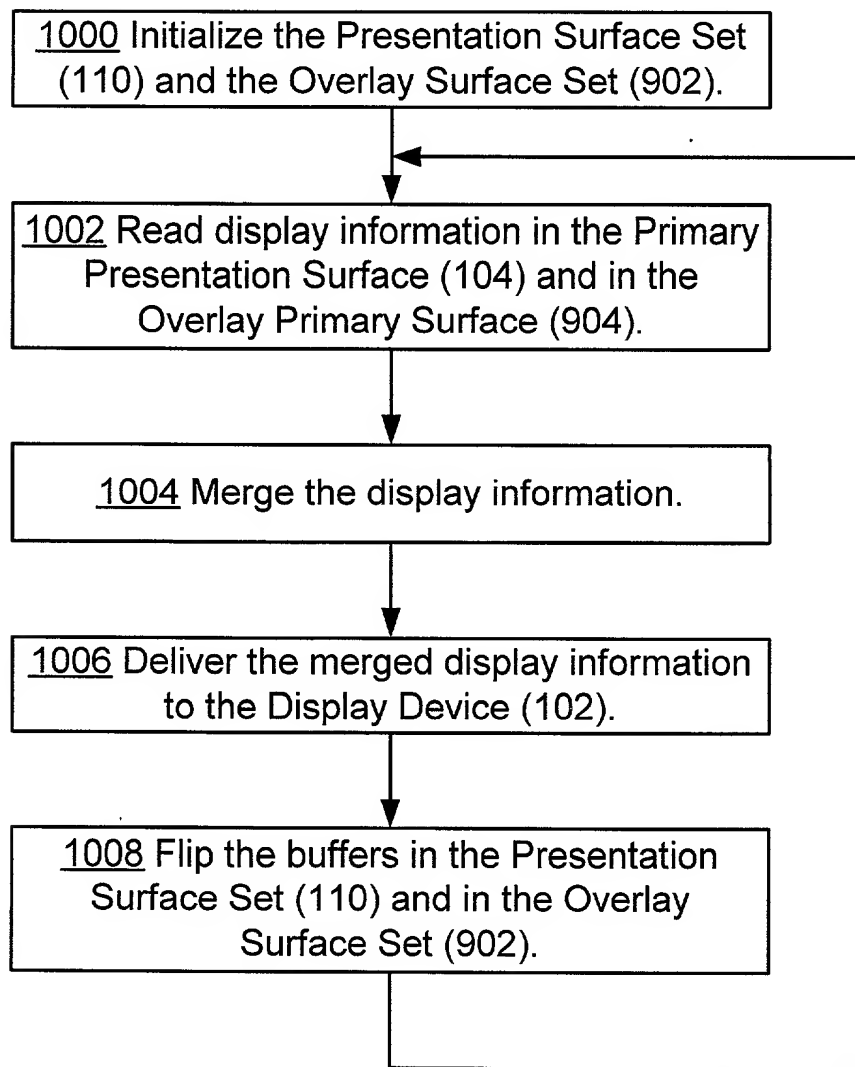 1000 Initialize the Presentation Surface Set
(110) and the Overlay Surface Set (902).
1002 Read display information in the Primary
Presentation Surface (104) and in the
Overlay Primary Surface (904).
1004 Merge the display information.
1006 Deliver the merged display information
to the Display Device (102).
1008 Flip the buffers in the Presentation
Surface Set (110) and in the Overlay
Surface Set (902).